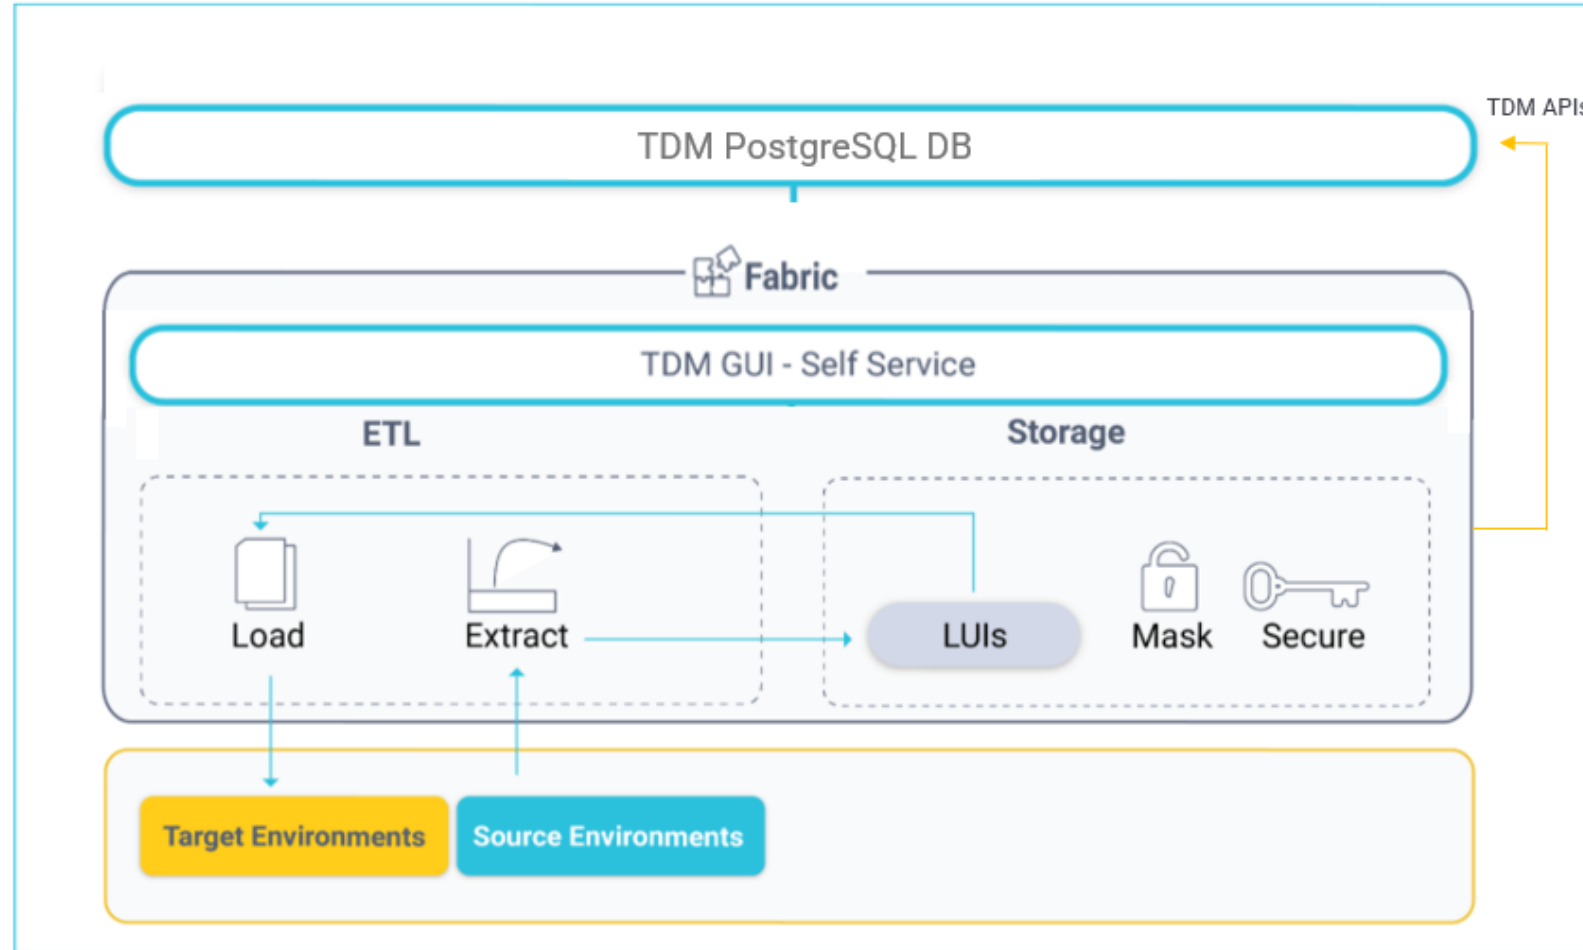 TDM APIs
TDM PostgreSQL DB
Fabric
TDM GUI - Self Service
ETL
Storage
Load
Extract
LUIs
Mask
Secure
Target Environments
Source Environments